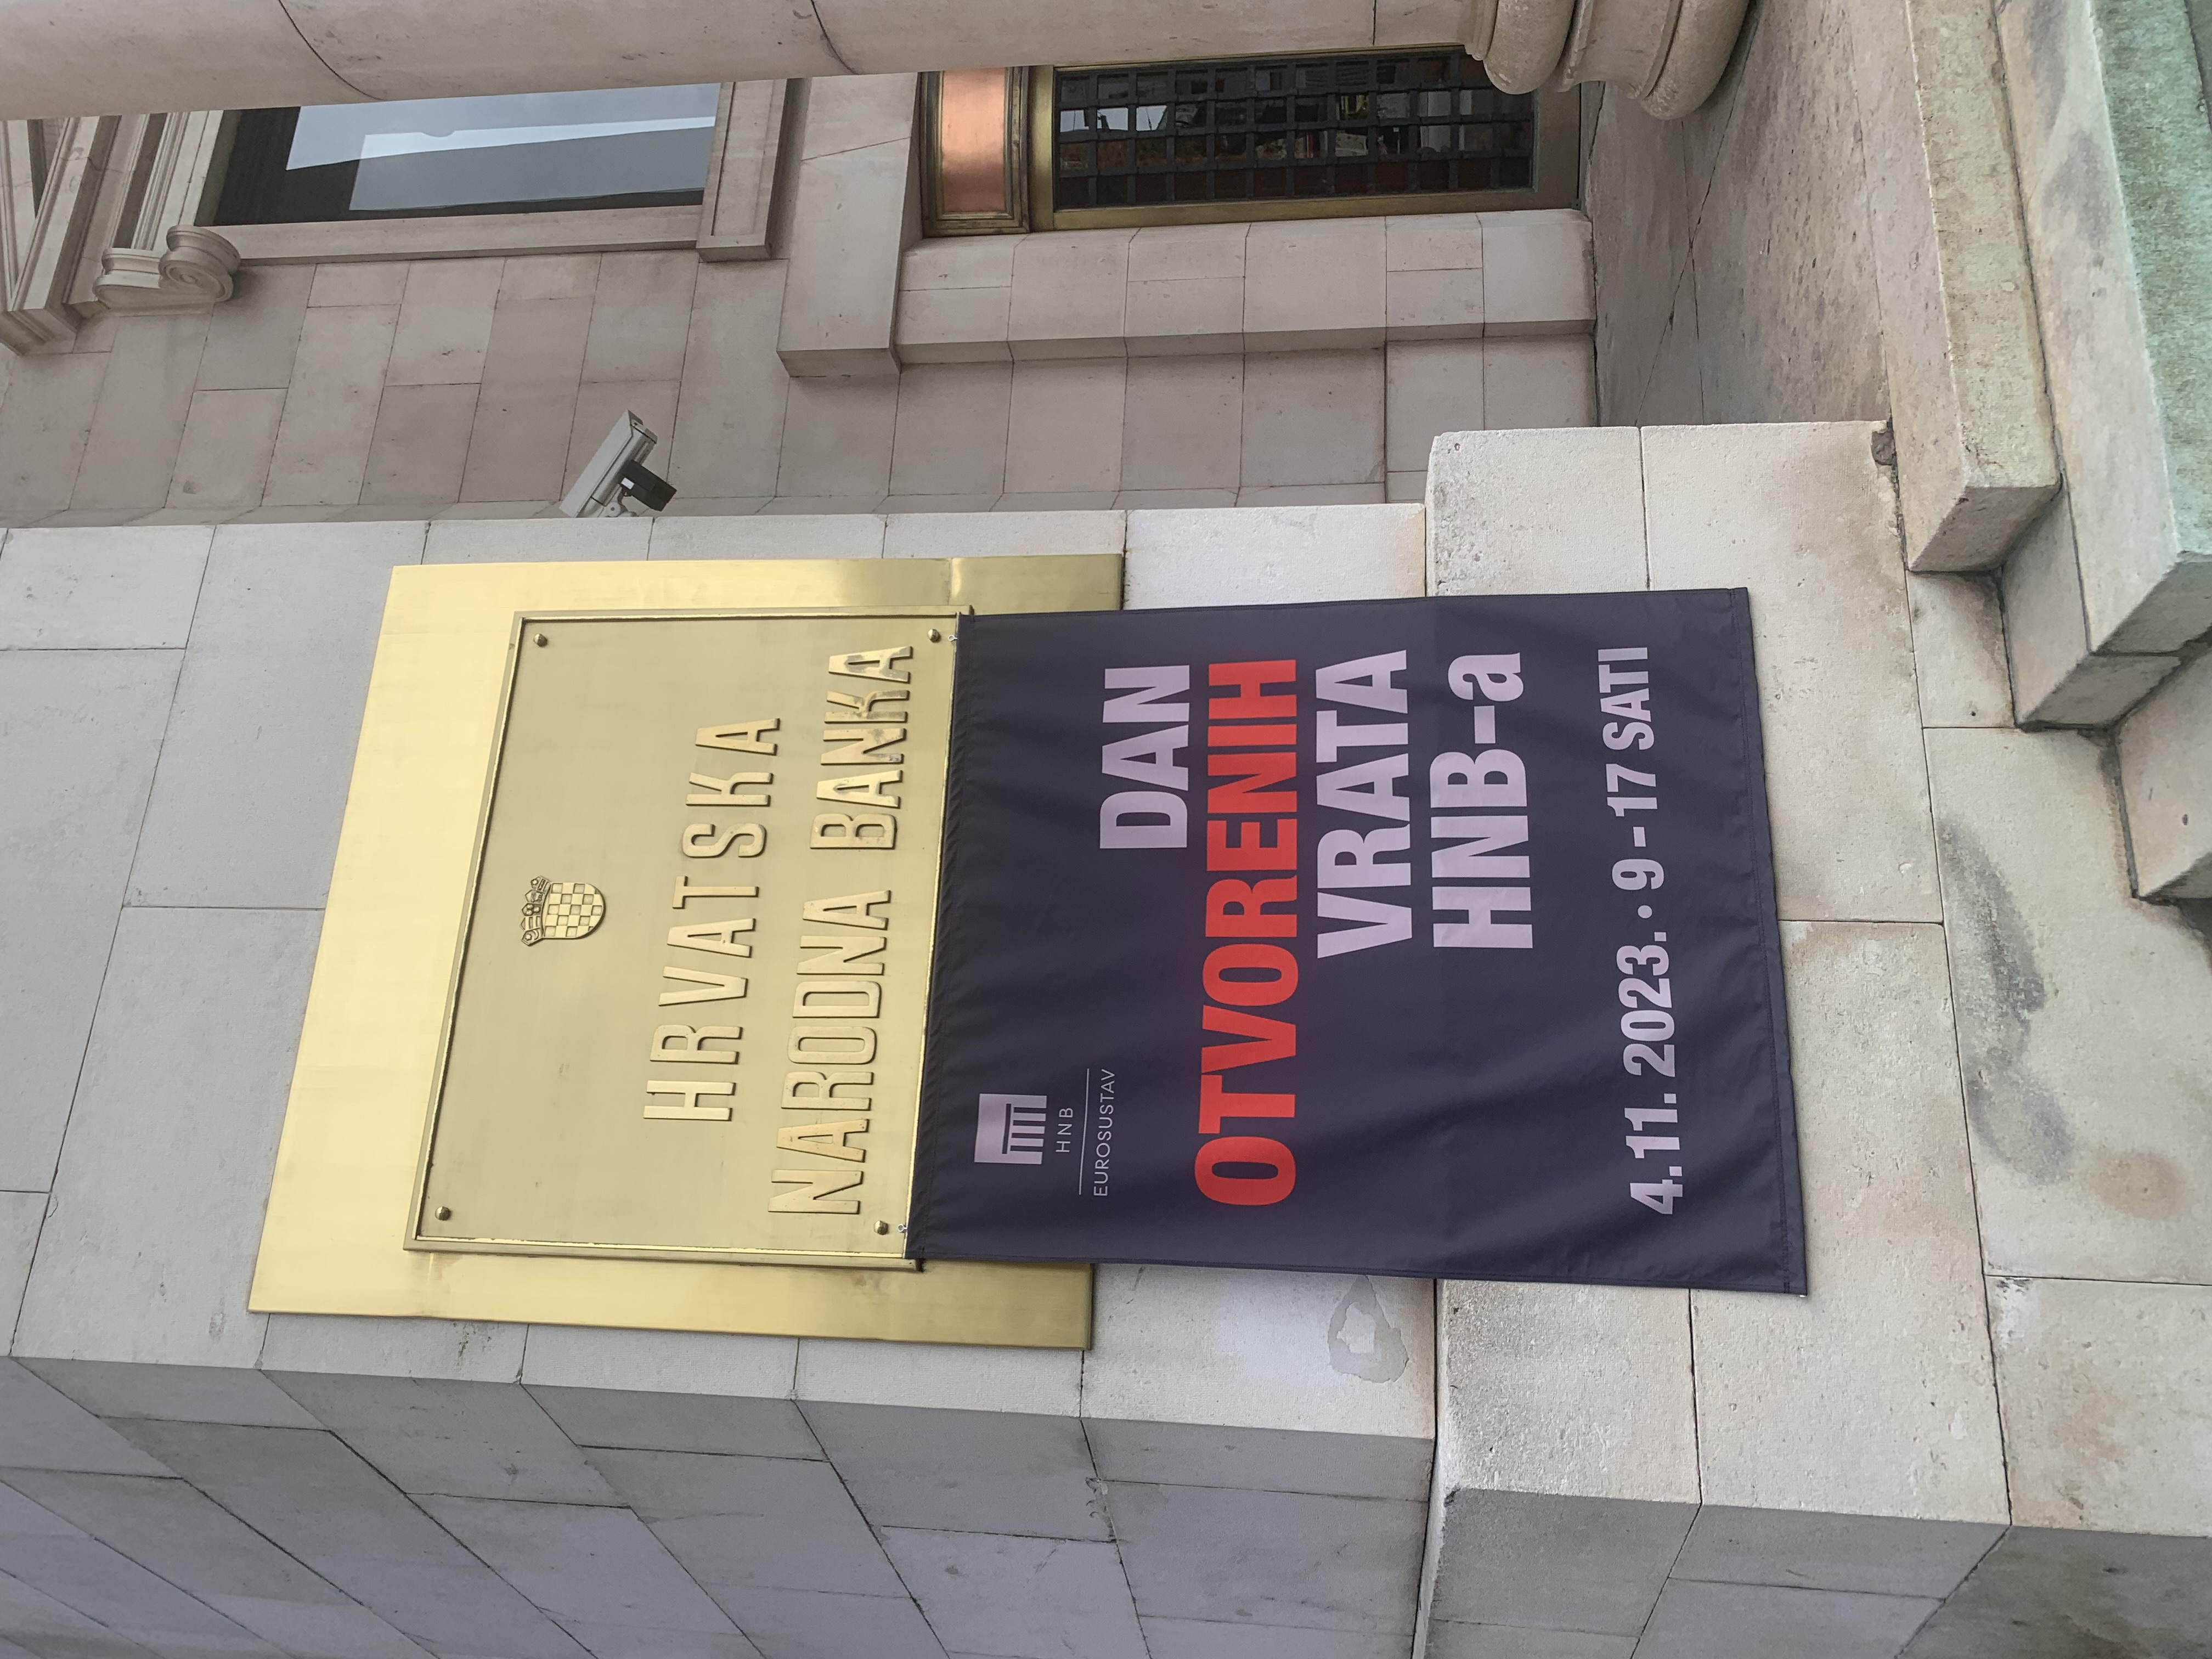 HRVATSKA
NARODNA BANKA
HNB
EUROSUSTAV
DAN
OTVORENIH
VRATA
HNB-a
4.11. 2023. • 9 - 17 SATI